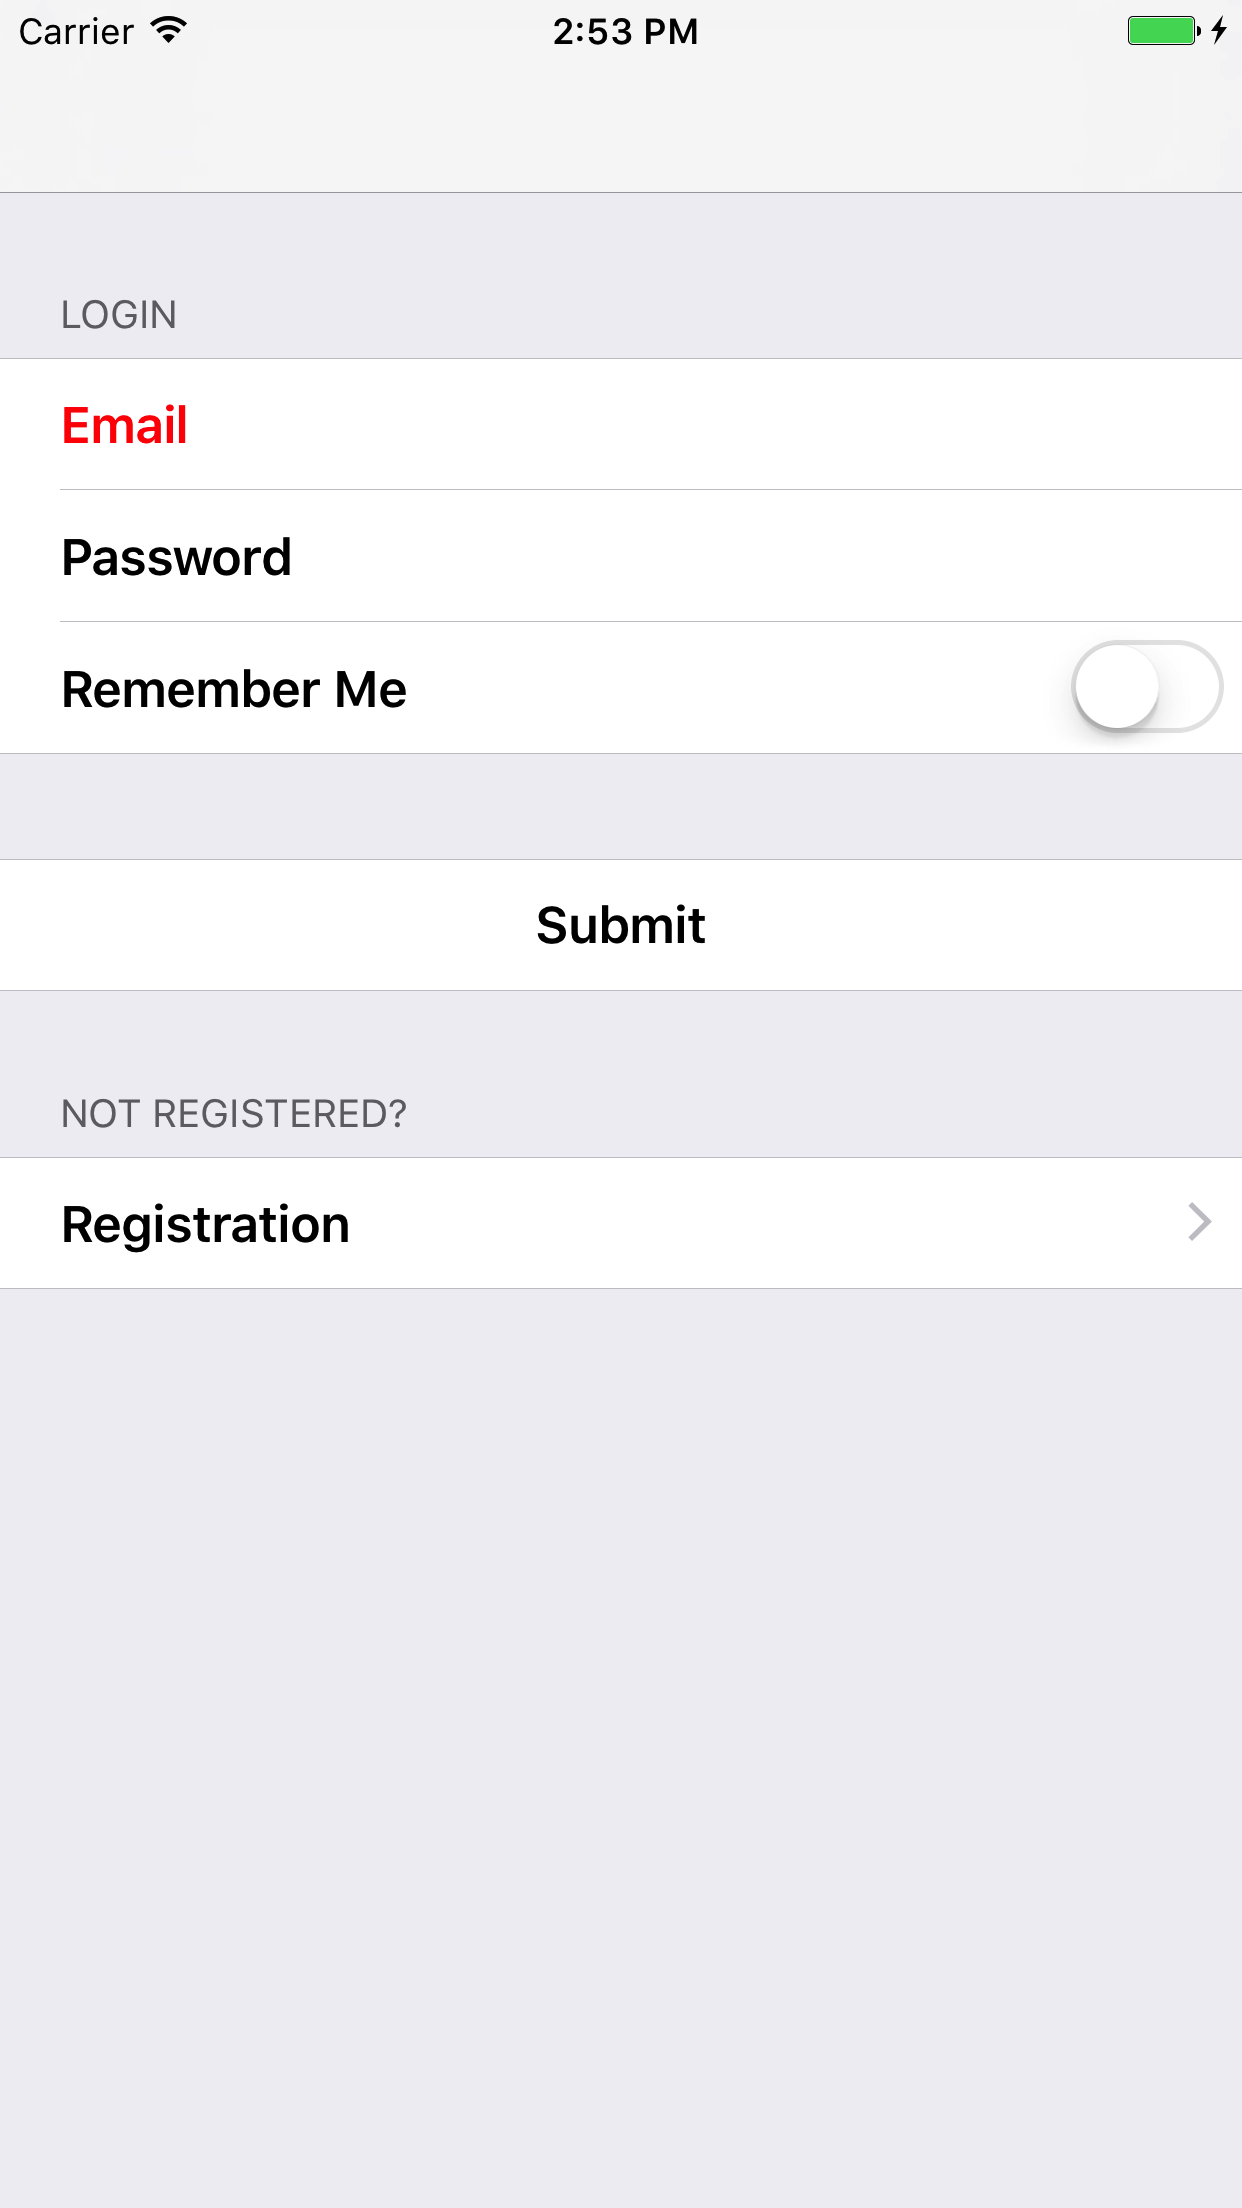 Carrier 2:53 PM
LOGIN
Email
Password
Remember Me
Submit
NOT REGISTERED?
Registration